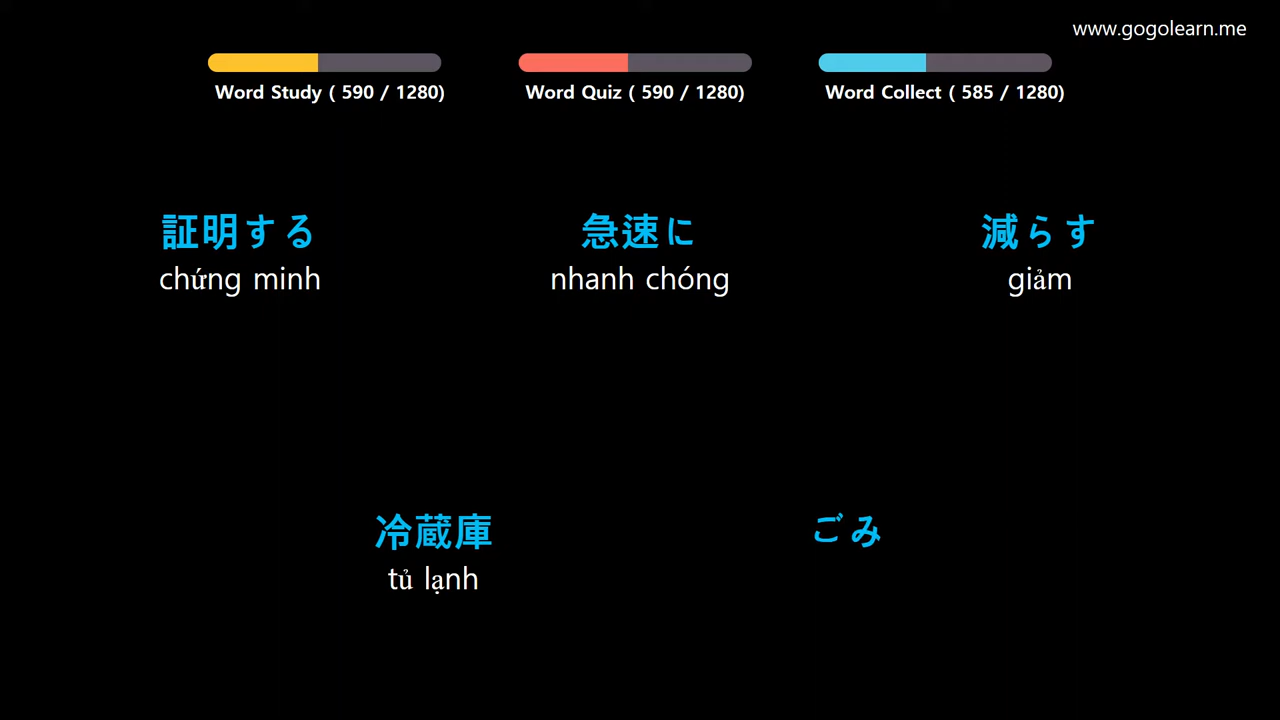 www.gogolearn.me
Word Study ( 590 / 1280)
Word Quiz ( 590 / 1280)
Word Collect ( 585 / 1280)
証明する
chứng minh
急速に
nhanh chóng
減らす
giảm
冷蔵庫
tủ lạnh
ごみ